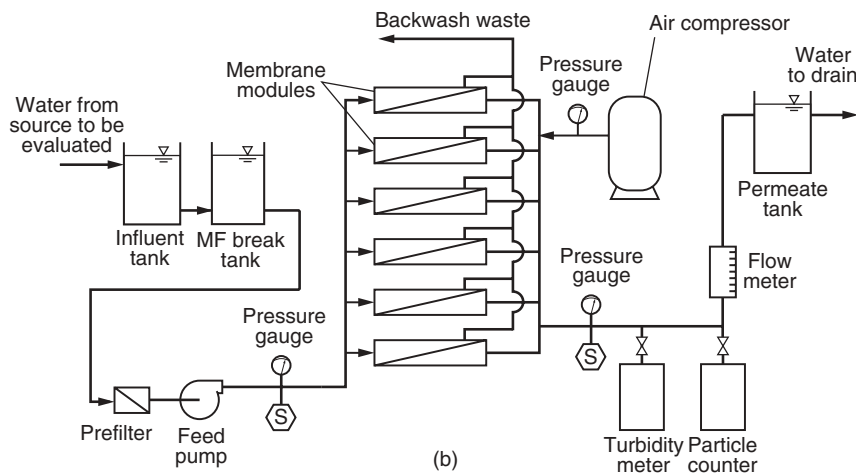 Backwash waste
Air compressor
Membrane
modules
Pressure
gauge
Water
to drain
Water from
source to be
evaluated
Influent
tank
MF break
tank
Permeate
tank
Pressure
gauge
Flow
meter
Pressure
gauge
S
S
Prefilter
Feed
pump
(b)
Turbidity
meter
Particle
counter